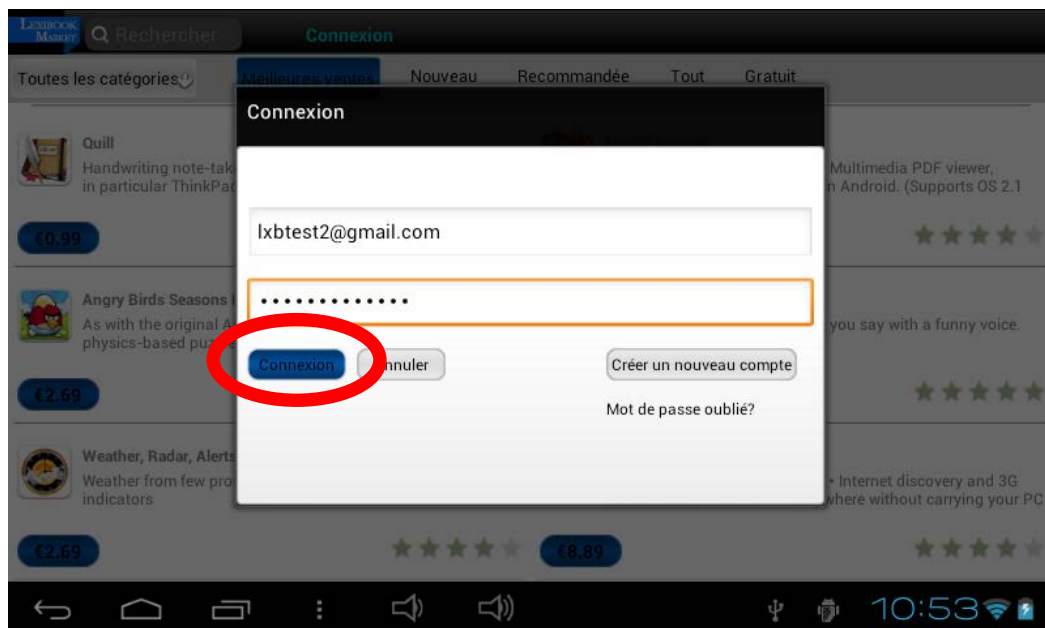 LEXIBOOK
MARKET
Rechercher
Connexion
Toutes les catégories
Meilleures ventes
Nouveau
Recommandée
Tout
Gratuit
Connexion
Quill
Handwriting note-tak
in particular ThinkPad
Multimedia PDF viewer,
n Android. (Supports OS 2.1
€0.99
lxbtest2@gmail.com
•••••••••••••
Angry Birds Seasons
As with the original A
physics-based puzzle
you say with a funny voice.
Connexion
nnuler
Créer un nouveau compte
Mot de passe oublié?
€2.69
Weather, Radar, Alerts
Weather from few pro
indicators
• Internet discovery and 3G
where without carrying your PC
€2.69
€8.89
10:53